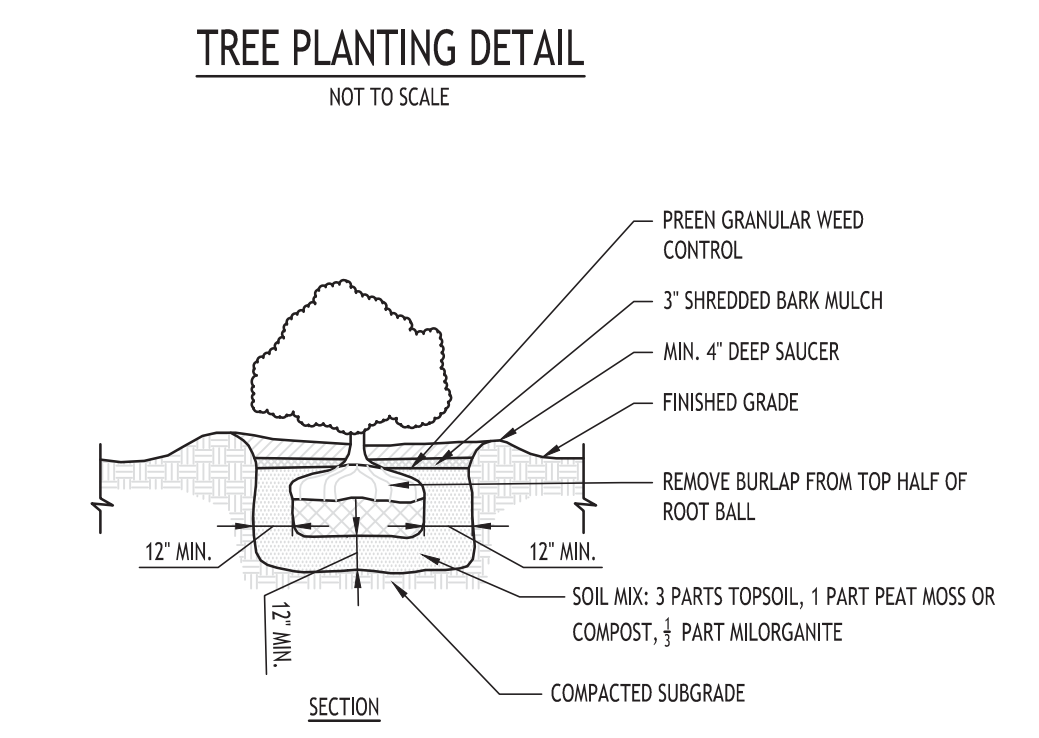 TREE PLANTING DETAIL
NOT TO SCALE
PREEN GRANULAR WEED
CONTROL
3" SHREDDED BARK MULCH
MIN. 4" DEEP SAUCER
FINISHED GRADE
REMOVE BURLAP FROM TOP HALF OF
ROOT BALL
12" MIN.
12" MIN.
12" MIN.
SOIL MIX: 3 PARTS TOPSOIL, 1 PART PEAT MOSS OR
COMPOST, 1/3 PART MILORGANITE
COMPACTED SUBGRADE
SECTION